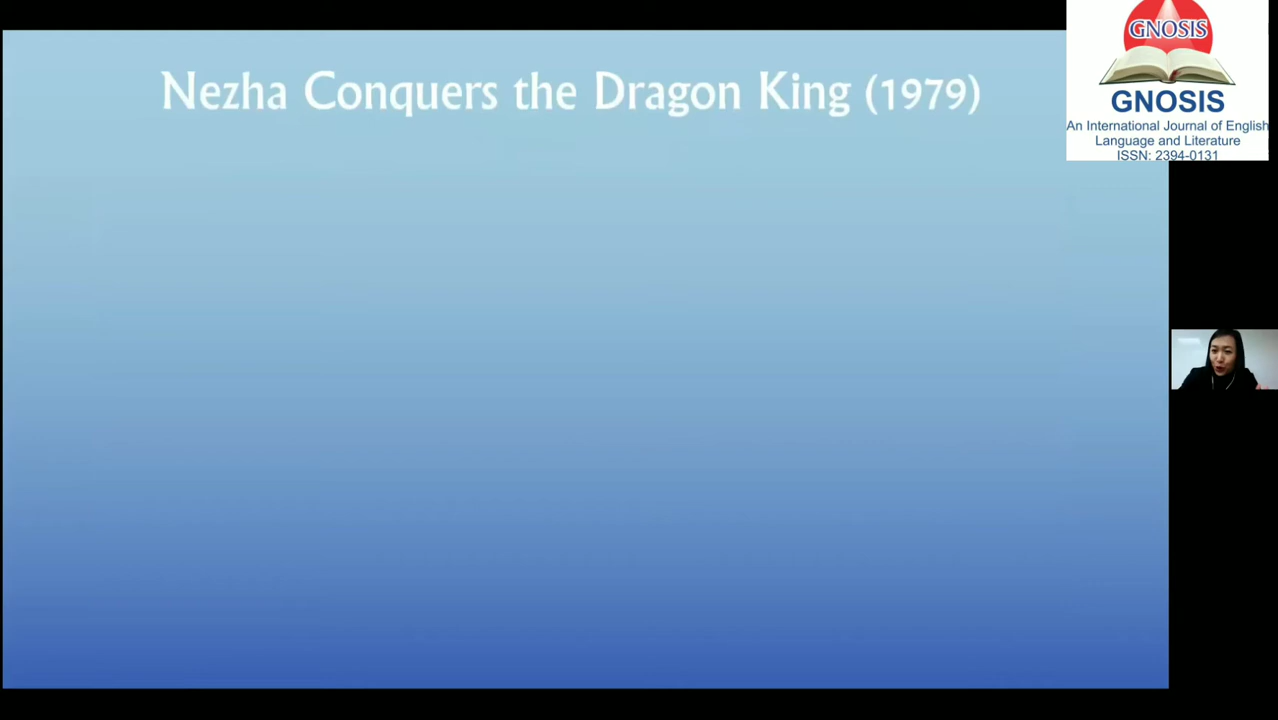 Nezha Conquers the Dragon King (1979)
GNOSIS
GNOSIS
An International Journal of English
Language and Literature
ISSN: 2394-0131